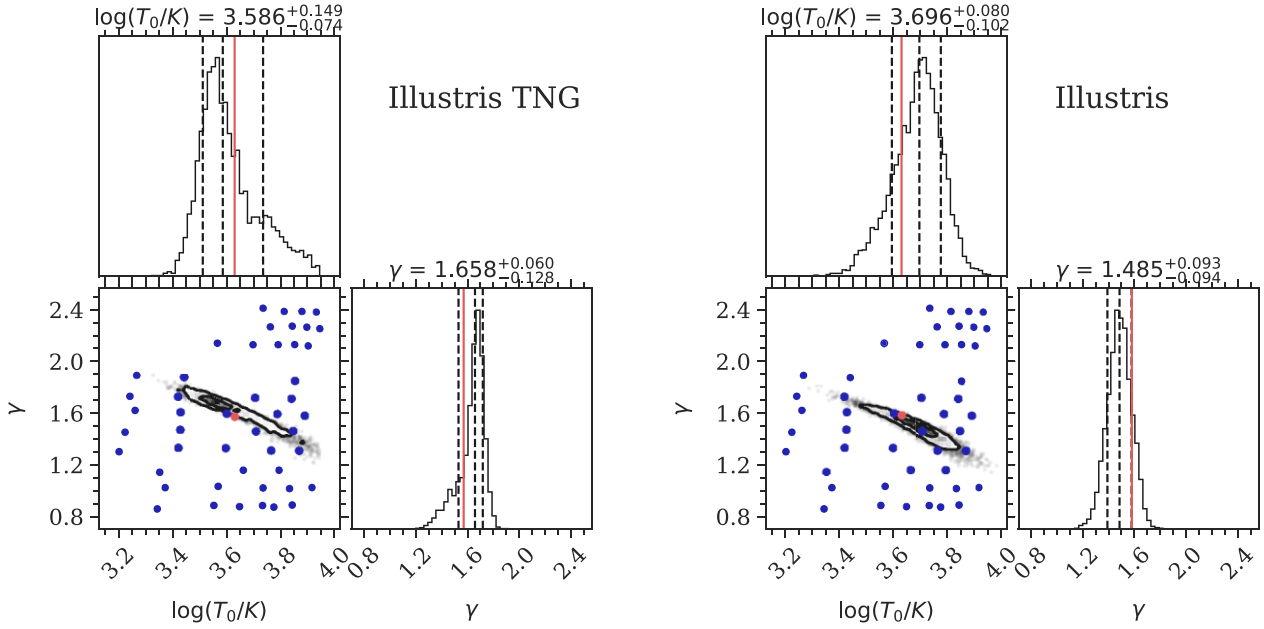 log(T₀/K) = 3.586⁺⁰·¹⁴⁹₋₀.₀₇₄
Illustris TNG
γ = 1.658⁺⁰·⁰⁶⁰₋₀.₁₂₈
2.4
2.0
1.6
1.2
0.8
γ
3.2 3.4 3.6 3.8 4.0
0.8 1.2 1.6 2.0 2.4
log(T₀/K)
γ
log(T₀/K) = 3.696⁺⁰·⁰⁸⁰₋₀.₁₀₂
Illustris
γ = 1.485⁺⁰·⁰⁹³₋₀.₀₉₄
2.4
2.0
1.6
1.2
0.8
γ
3.2 3.4 3.6 3.8 4.0
0.8 1.2 1.6 2.0 2.4
log(T₀/K)
γ